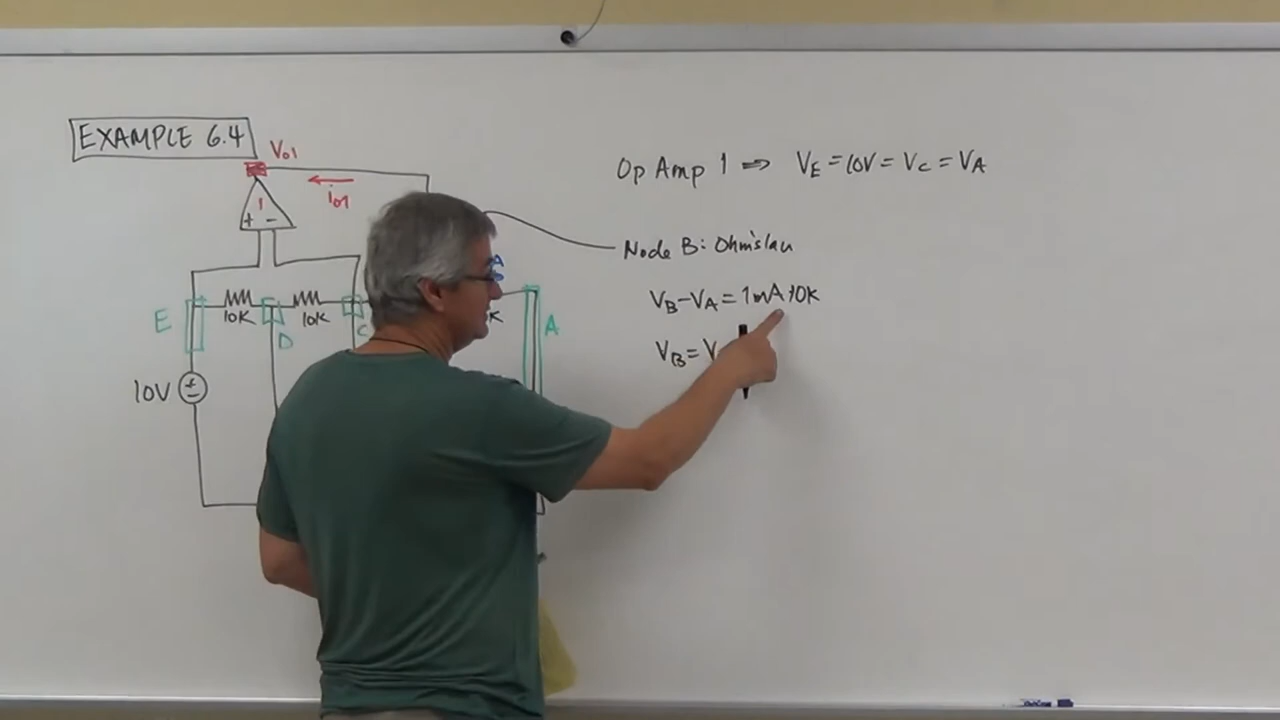 EXAMPLE 6.4
Vo1
1
+ -
io1
E
10K
D
10K
C
K
A
10V
+ -
Op Amp 1 => VE = 10V = VC = VA
Node B: Ohm's law
VB - VA = 1mA 10K
VB = V